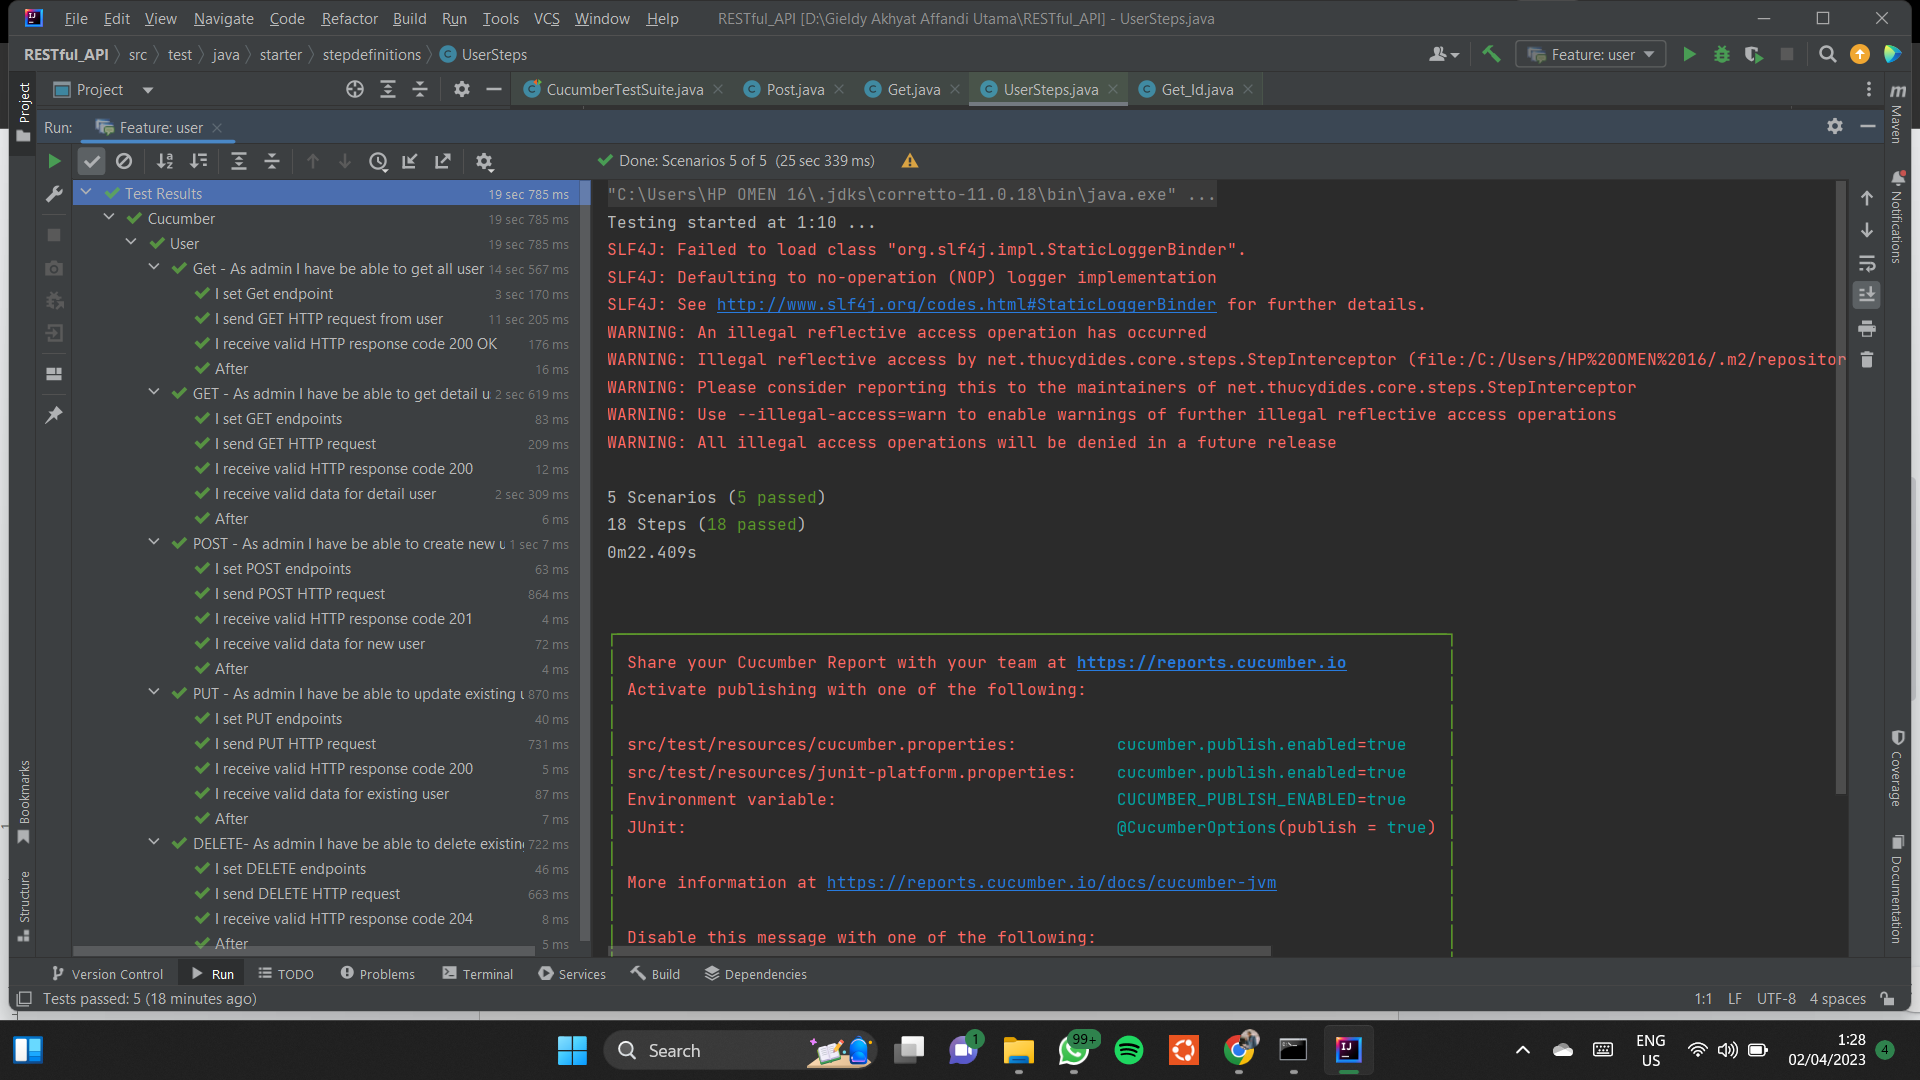 File Edit View Navigate Code Refactor Build Run Tools VCS Window Help RESTful_API [D:\Gieldy Akhyat Affandi Utama\RESTful_API] - UserSteps.java
RESTful_API src test java starter stepdefinitions UserSteps Feature: user
Project CucumberTestSuite.java Post.java Get.java UserSteps.java Get_Id.java
Run: Feature: user
Done: Scenarios 5 of 5 (25 sec 339 ms)
Test Results 19 sec 785 ms
Cucumber 19 sec 785 ms
User 19 sec 785 ms
Get - As admin I have be able to get all user 14 sec 567 ms
I set Get endpoint 3 sec 170 ms
I send GET HTTP request from user 11 sec 205 ms
I receive valid HTTP response code 200 OK 176 ms
After 16 ms
GET - As admin I have be able to get detail u 2 sec 619 ms
I set GET endpoints 83 ms
I send GET HTTP request 209 ms
I receive valid HTTP response code 200 12 ms
I receive valid data for detail user 2 sec 309 ms
After 6 ms
POST - As admin I have be able to create new u 1 sec 7 ms
I set POST endpoints 63 ms
I send POST HTTP request 864 ms
I receive valid HTTP response code 201 4 ms
I receive valid data for new user 72 ms
After 4 ms
PUT - As admin I have be able to update existing u 870 ms
I set PUT endpoints 40 ms
I send PUT HTTP request 731 ms
I receive valid HTTP response code 200 5 ms
I receive valid data for existing user 87 ms
After 7 ms
DELETE- As admin I have be able to delete existin 722 ms
I set DELETE endpoints 46 ms
I send DELETE HTTP request 663 ms
I receive valid HTTP response code 204 8 ms
After 5 ms
"C:\Users\HP OMEN 16\.jdks\corretto-11.0.18\bin\java.exe" ...
Testing started at 1:10 ...
SLF4J: Failed to load class "org.slf4j.impl.StaticLoggerBinder".
SLF4J: Defaulting to no-operation (NOP) logger implementation
SLF4J: See http://www.slf4j.org/codes.html#StaticLoggerBinder for further details.
WARNING: An illegal reflective access operation has occurred
WARNING: Illegal reflective access by net.thucydides.core.steps.StepInterceptor (file:/C:/Users/HP%20OMEN%2016/.m2/repositor
WARNING: Please consider reporting this to the maintainers of net.thucydides.core.steps.StepInterceptor
WARNING: Use --illegal-access=warn to enable warnings of further illegal reflective access operations
WARNING: All illegal access operations will be denied in a future release
5 Scenarios (5 passed)
18 Steps (18 passed)
0m22.409s
Share your Cucumber Report with your team at https://reports.cucumber.io
Activate publishing with one of the following:
src/test/resources/cucumber.properties: cucumber.publish.enabled=true
src/test/resources/junit-platform.properties: cucumber.publish.enabled=true
Environment variable: CUCUMBER_PUBLISH_ENABLED=true
JUnit: @CucumberOptions(publish = true)
More information at https://reports.cucumber.io/docs/cucumber-jvm
Disable this message with one of the following:
Project
Bookmarks
Structure
Maven
Notifications
Coverage
Documentation
Version Control Run TODO Problems Terminal Services Build Dependencies
Tests passed: 5 (18 minutes ago) 1:1 LF UTF-8 4 spaces
Search 1 99+ ENG US 1:28 02/04/2023 4